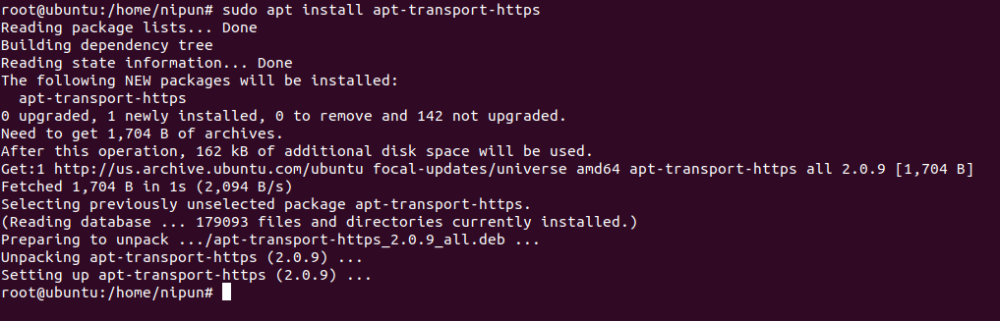 root@ubuntu:/home/nipun# sudo apt install apt-transport-https
Reading package lists... Done
Building dependency tree
Reading state information... Done
The following NEW packages will be installed:
  apt-transport-https
0 upgraded, 1 newly installed, 0 to remove and 142 not upgraded.
Need to get 1,704 B of archives.
After this operation, 162 kB of additional disk space will be used.
Get:1 http://us.archive.ubuntu.com/ubuntu focal-updates/universe amd64 apt-transport-https all 2.0.9 [1,704 B]
Fetched 1,704 B in 1s (2,094 B/s)
Selecting previously unselected package apt-transport-https.
(Reading database ... 179093 files and directories currently installed.)
Preparing to unpack .../apt-transport-https_2.0.9_all.deb ...
Unpacking apt-transport-https (2.0.9) ...
Setting up apt-transport-https (2.0.9) ...
root@ubuntu:/home/nipun#